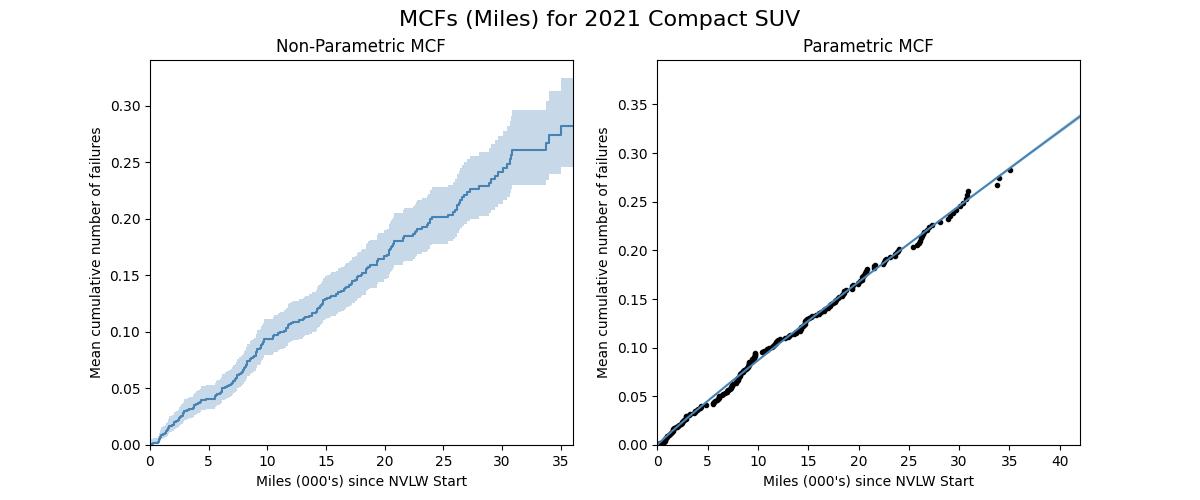 MCFs (Miles) for 2021 Compact SUV
Non-Parametric MCF
Mean cumulative number of failures
0.30
0.25
0.20
0.15
0.10
0.05
0.00
0 5 10 15 20 25 30 35
Miles (000's) since NVLW Start
Parametric MCF
Mean cumulative number of failures
0.35
0.30
0.25
0.20
0.15
0.10
0.05
0.00
0 5 10 15 20 25 30 35 40
Miles (000's) since NVLW Start